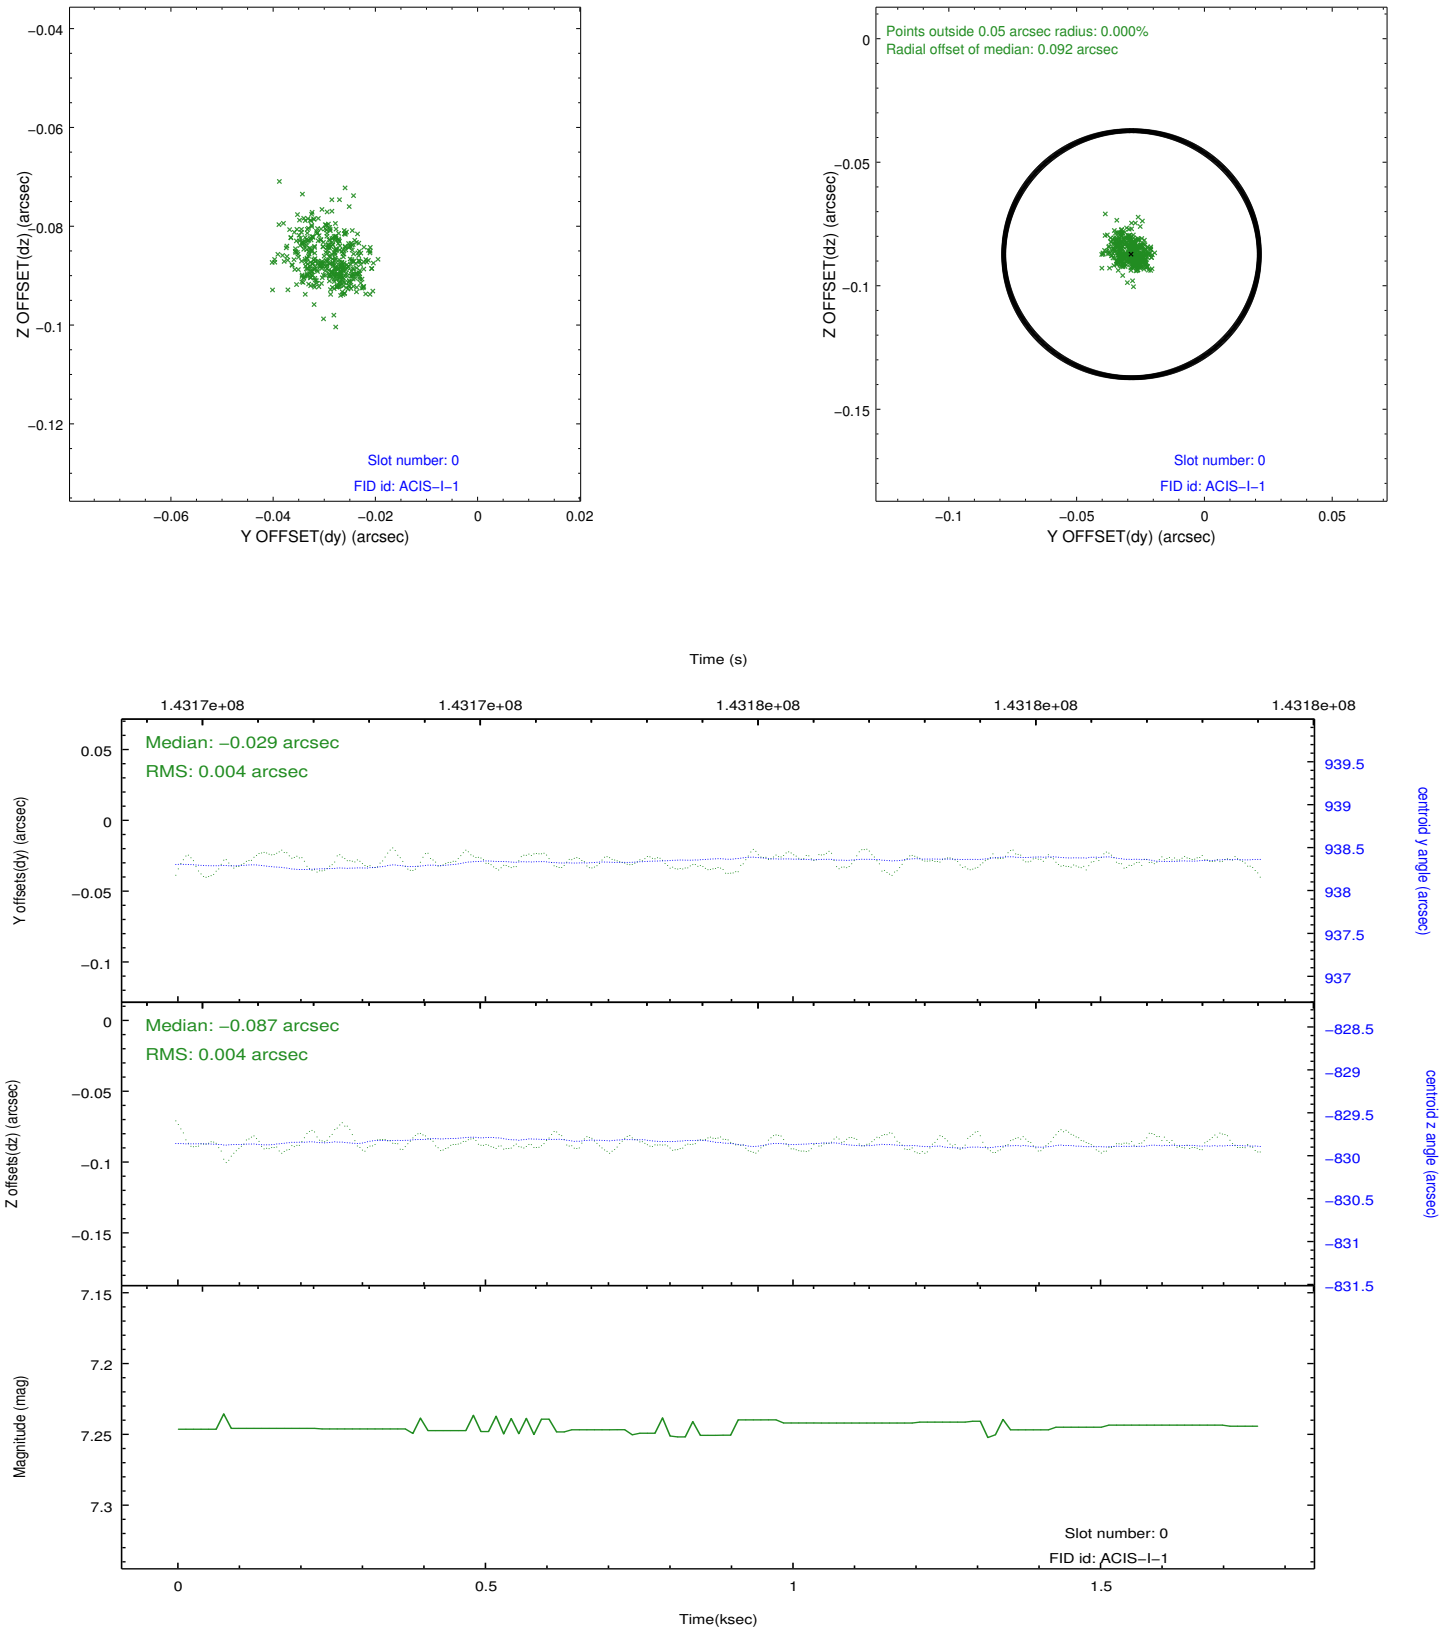 −0.04
−0.06
−0.08
−0.1
−0.12
Z OFFSET(dz) (arcsec)
Slot number: 0
FID id: ACIS−I−1
−0.06 −0.04 −0.02 0 0.02
Y OFFSET(dy) (arcsec)
Points outside 0.05 arcsec radius: 0.000%
Radial offset of median: 0.092 arcsec
0
−0.05
−0.1
−0.15
Z OFFSET(dz) (arcsec)
Slot number: 0
FID id: ACIS−I−1
−0.1 −0.05 0 0.05
Y OFFSET(dy) (arcsec)
Time (s)
1.4317e+08 1.4317e+08 1.4318e+08 1.4318e+08 1.4318e+08
Median: −0.029 arcsec
RMS: 0.004 arcsec
0.05
0
−0.05
−0.1
Y offsets(dy) (arcsec)
939.5
939
938.5
938
937.5
937
centroid y angle (arcsec)
Median: −0.087 arcsec
RMS: 0.004 arcsec
0
−0.05
−0.1
−0.15
Z offsets(dz) (arcsec)
−828.5
−829
−829.5
−830
−830.5
−831
−831.5
centroid z angle (arcsec)
7.15
7.2
7.25
7.3
Magnitude (mag)
Slot number: 0
FID id: ACIS−I−1
0 0.5 1 1.5
Time(ksec)